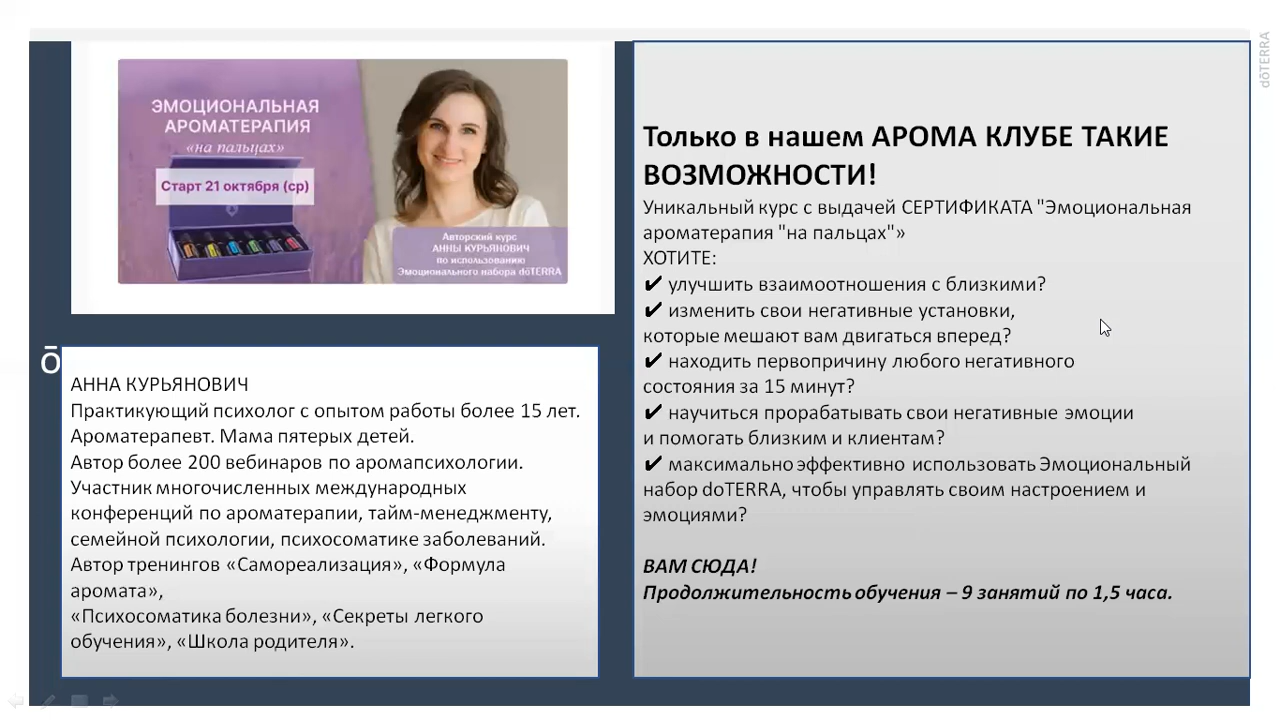 ЭМОЦИОНАЛЬНАЯ
АРОМАТЕРАПИЯ
«на пальцах»
Старт 21 октября (ср)
Авторский курс
АННЫ КУРЬЯНОВИЧ
по использованию
Эмоционального набора dōTERRA
ō
АННА КУРЬЯНОВИЧ
Практикующий психолог с опытом работы более 15 лет.
Ароматерапевт. Мама пятерых детей.
Автор более 200 вебинаров по аромапсихологии.
Участник многочисленных международных
конференций по ароматерапии, тайм-менеджменту,
семейной психологии, психосоматике заболеваний.
Автор тренингов «Самореализация», «Формула
аромата»,
«Психосоматика болезни», «Секреты легкого
обучения», «Школа родителя».
Только в нашем АРОМА КЛУБЕ ТАКИЕ
ВОЗМОЖНОСТИ!
Уникальный курс с выдачей СЕРТИФИКАТА "Эмоциональная
ароматерапия "на пальцах"»
ХОТИТЕ:
✔ улучшить взаимоотношения с близкими?
✔ изменить свои негативные установки,
которые мешают вам двигаться вперед?
✔ находить первопричину любого негативного
состояния за 15 минут?
✔ научиться прорабатывать свои негативные эмоции
и помогать близким и клиентам?
✔ максимально эффективно использовать Эмоциональный
набор doTERRA, чтобы управлять своим настроением и
эмоциями?
ВАМ СЮДА!
Продолжительность обучения – 9 занятий по 1,5 часа.
dōTERRA